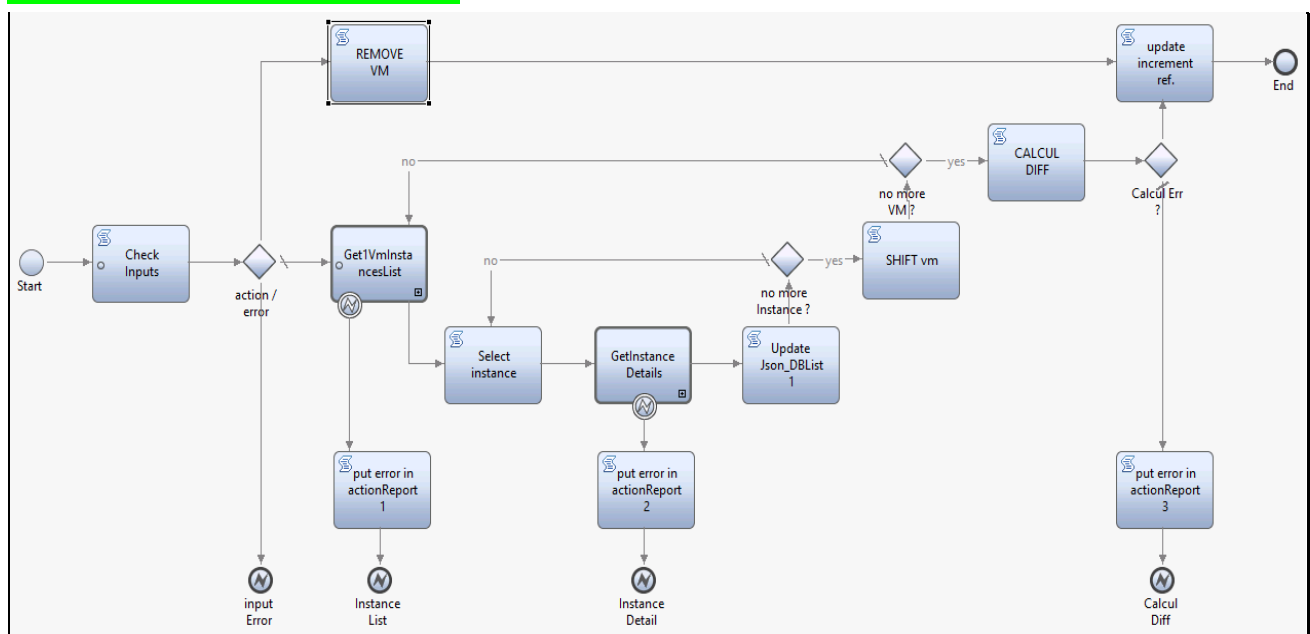 REMOVE
VM
update
increment
ref.
End
no
yes
CALCUL
DIFF
no more
VM ?
Calcul Err
?
Start
Check
Inputs
action /
error
Get1VmInsta
ncesList
no
yes
SHIFT vm
no more
Instance ?
Select
instance
GetInstance
Details
Update
Json_DBList
1
put error in
actionReport
1
put error in
actionReport
2
put error in
actionReport
3
input
Error
Instance
List
Instance
Detail
Calcul
Diff